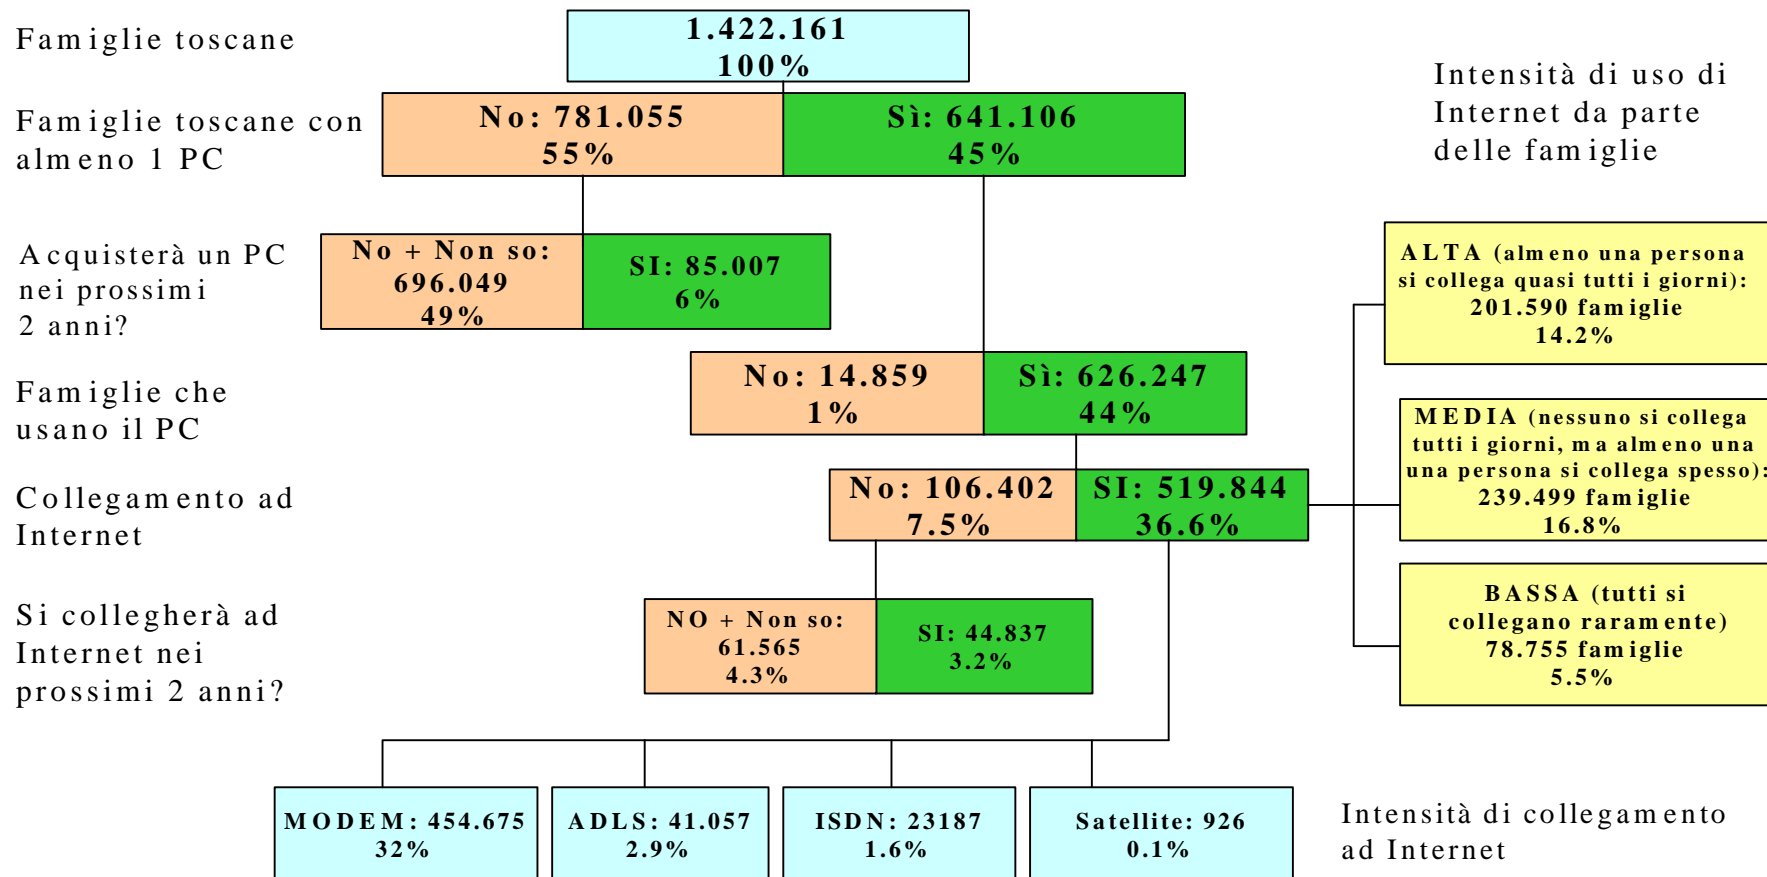 Famiglie toscane
1.422.161
100%
Famiglie toscane con
almeno 1 PC
No: 781.055
55%
Sì: 641.106
45%
Intensità di uso di
Internet da parte
delle famiglie
Acquisterà un PC
nei prossimi
2 anni?
No + Non so:
696.049
49%
SI: 85.007
6%
ALTA (almeno una persona
si collega quasi tutti i giorni):
201.590 famiglie
14.2%
Famiglie che
usano il PC
No: 14.859
1%
Sì: 626.247
44%
MEDIA (nessuno si collega
tutti i giorni, ma almeno una
una persona si collega spesso):
239.499 famiglie
16.8%
Collegamento ad
Internet
No: 106.402
7.5%
SI: 519.844
36.6%
BASSA (tutti si
collegano raramente)
78.755 famiglie
5.5%
Si collegherà ad
Internet nei
prossimi 2 anni?
NO + Non so:
61.565
4.3%
SI: 44.837
3.2%
MODEM: 454.675
32%
ADLS: 41.057
2.9%
ISDN: 23187
1.6%
Satellite: 926
0.1%
Intensità di collegamento
ad Internet